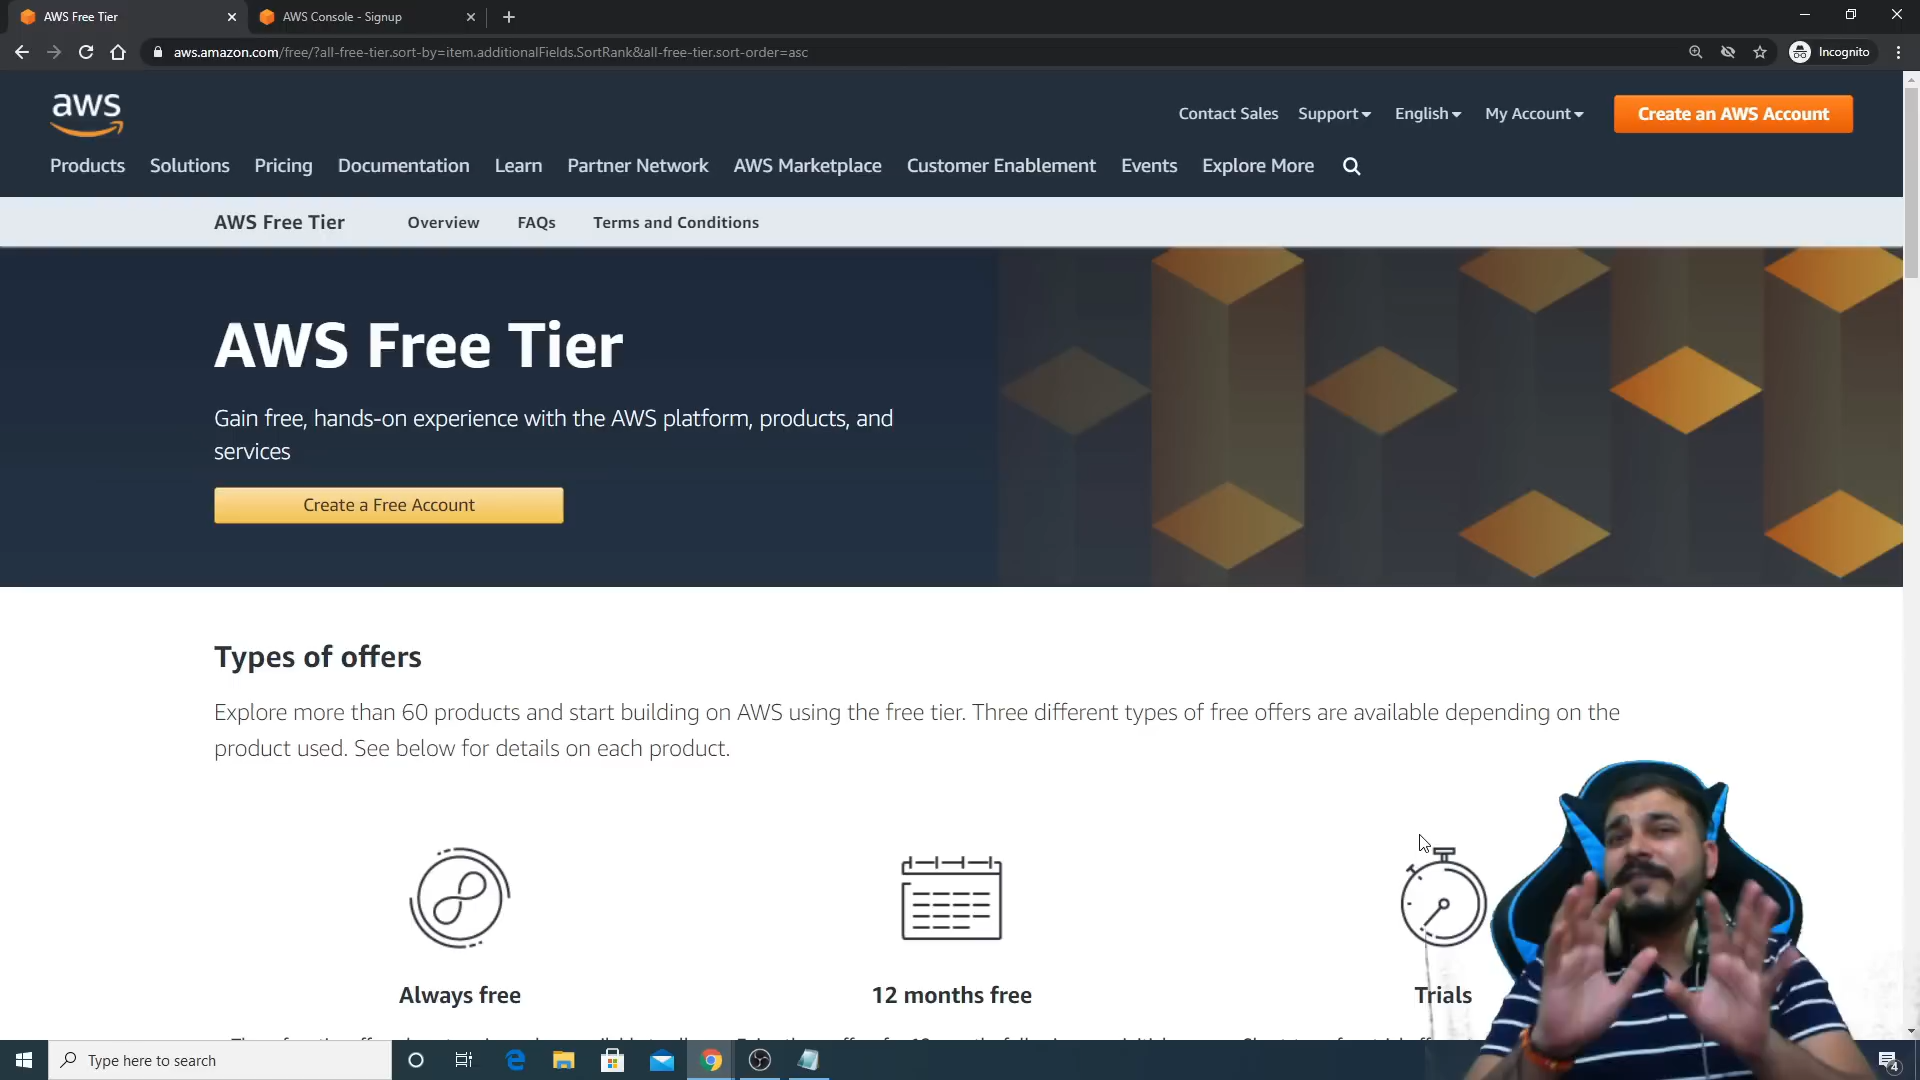 AWS Free Tier
AWS Console - Signup
aws.amazon.com/free/?all-free-tier.sort-by=item.additionalFields.SortRank&all-free-tier.sort-order=asc
Incognito
aws
Contact Sales Support English My Account Create an AWS Account
Products Solutions Pricing Documentation Learn Partner Network AWS Marketplace Customer Enablement Events Explore More
AWS Free Tier Overview FAQs Terms and Conditions
AWS Free Tier
Gain free, hands-on experience with the AWS platform, products, and
services
Create a Free Account
Types of offers
Explore more than 60 products and start building on AWS using the free tier. Three different types of free offers are available depending on the
product used. See below for details on each product.
Always free
12 months free
Trials
Type here to search
4